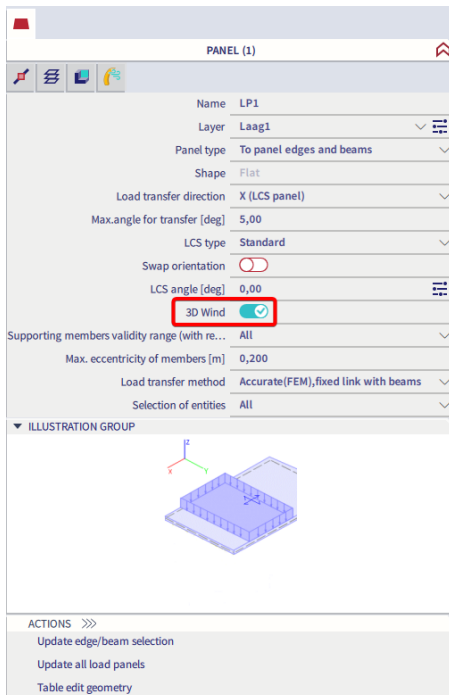 PANEL (1)
Name LP1
Layer Laag1
Panel type To panel edges and beams
Shape Flat
Load transfer direction X (LCS panel)
Max.angle for transfer [deg] 5,00
LCS type Standard
Swap orientation
LCS angle [deg] 0,00
3D Wind
Supporting members validity range (with re... All
Max. eccentricity of members [m] 0,200
Load transfer method Accurate(FEM),fixed link with beams
Selection of entities All
ILLUSTRATION GROUP
Z
X
Y
ACTIONS >>>
Update edge/beam selection
Update all load panels
Table edit geometry